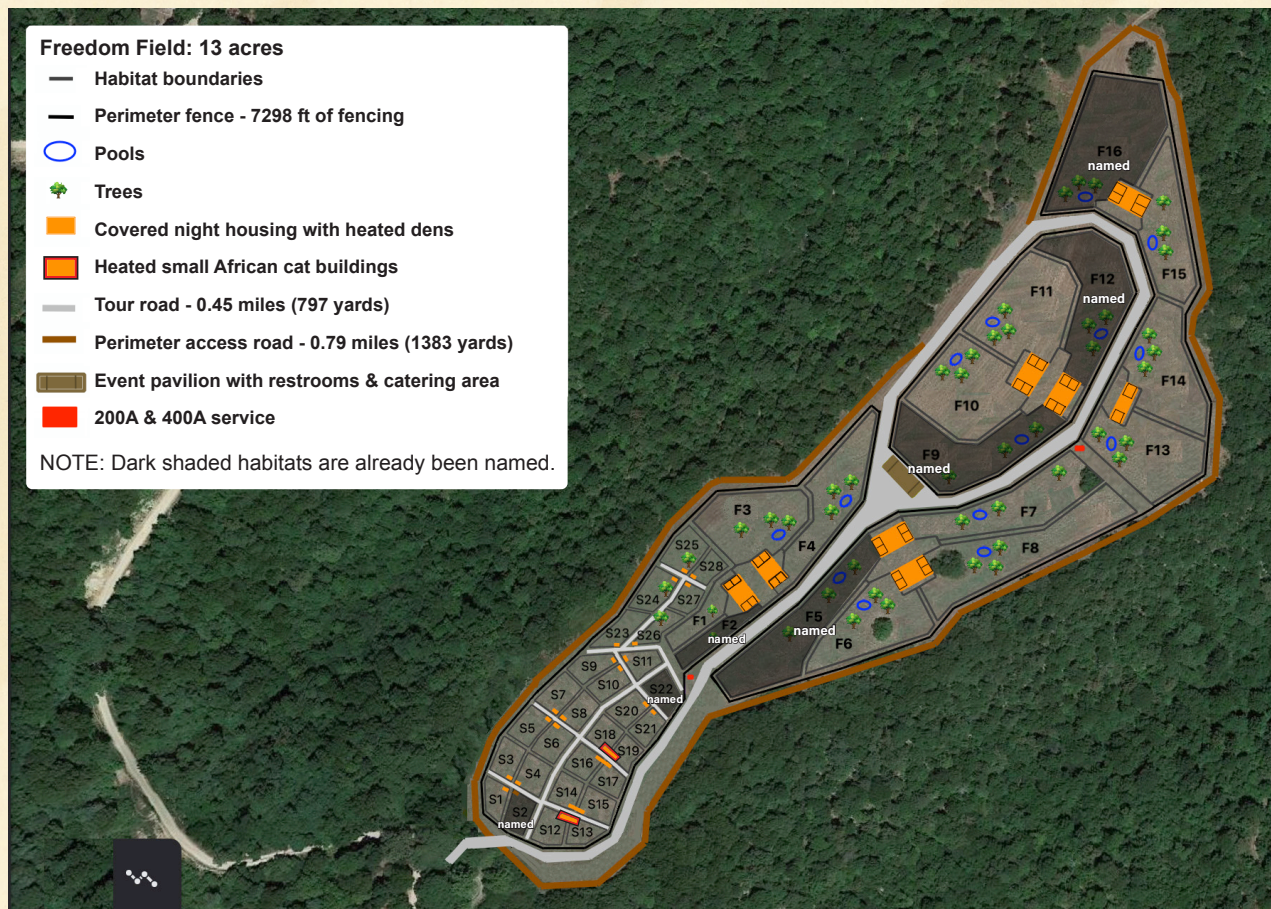 Freedom Field: 13 acres
Habitat boundaries
Perimeter fence - 7298 ft of fencing
Pools
Trees
Covered night housing with heated dens
Heated small African cat buildings
Tour road - 0.45 miles (797 yards)
Perimeter access road - 0.79 miles (1383 yards)
Event pavilion with restrooms & catering area
200A & 400A service
NOTE: Dark shaded habitats are already been named.
F16
named
F15
F12
named
F11
F14
F10
F13
F9
named
F7
F8
F3
F4
S25
S28
S24
S27
F1
F2
named
F5
named
F6
S23
S26
S9
S11
S10
S22
named
S7
S8
S20
S21
S5
S6
S18
S19
S3
S4
S16
S17
S1
S2
named
S14
S15
S12
S13